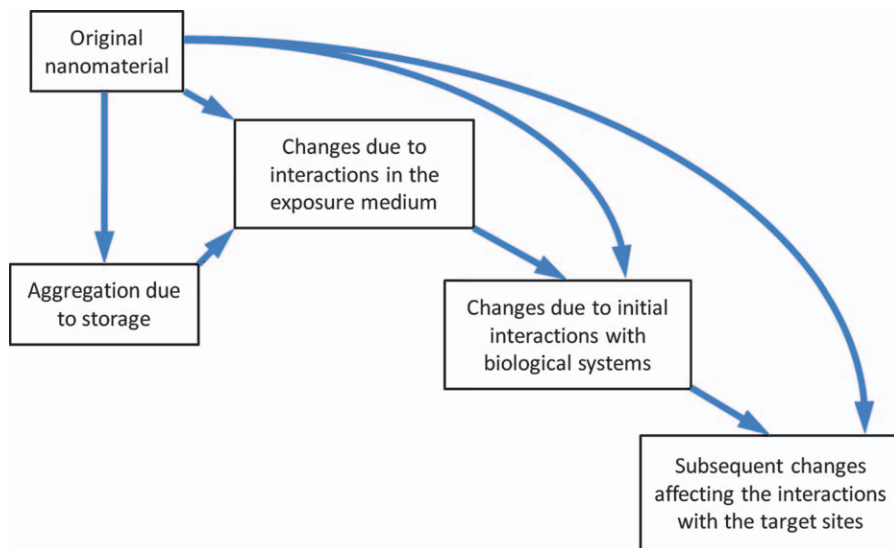 Original
nanomaterial
Changes due to
interactions in the
exposure medium
Aggregation due
to storage
Changes due to initial
interactions with
biological systems
Subsequent changes
affecting the interactions
with the target sites